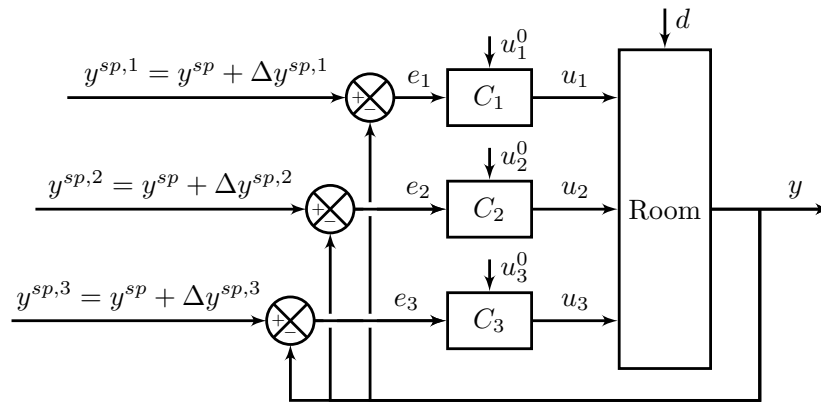 d
y^{sp,1} = y^{sp} + Δy^{sp,1}
+
−
e_1
u_1^0
C_1
u_1
y^{sp,2} = y^{sp} + Δy^{sp,2}
+
−
e_2
u_2^0
C_2
u_2
Room
y
y^{sp,3} = y^{sp} + Δy^{sp,3}
+
−
e_3
u_3^0
C_3
u_3